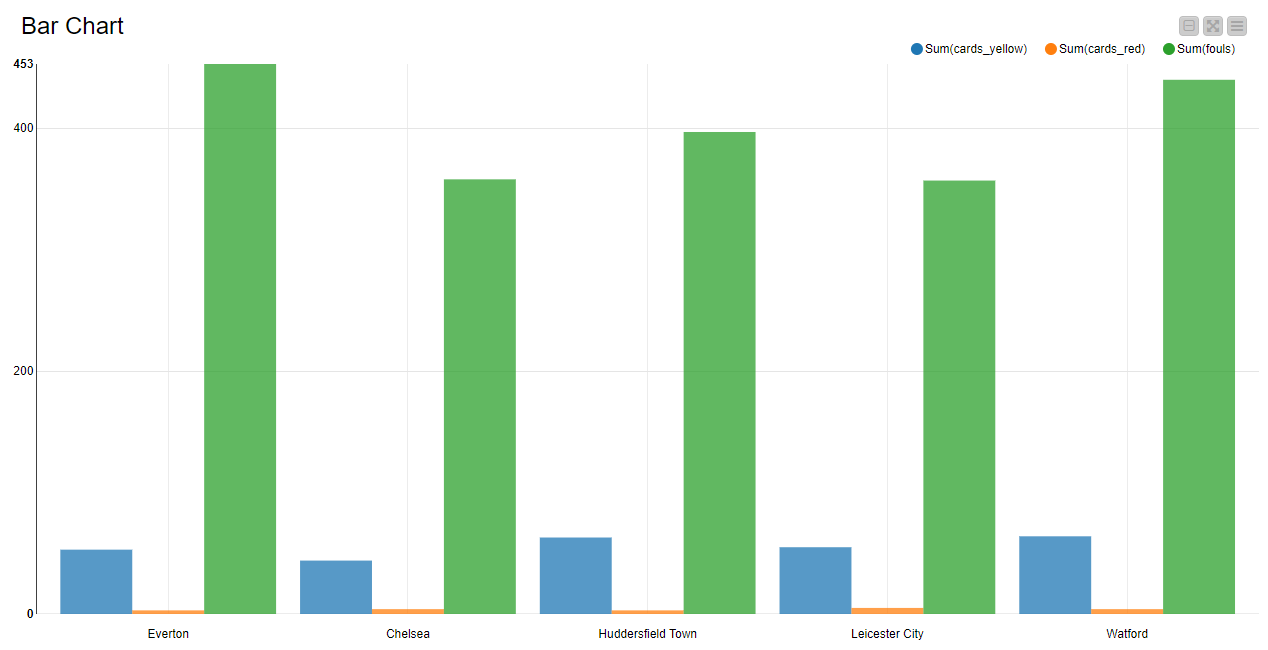 Bar Chart
Sum(cards_yellow) Sum(cards_red) Sum(fouls)
453
400
200
0
Everton Chelsea Huddersfield Town Leicester City Watford